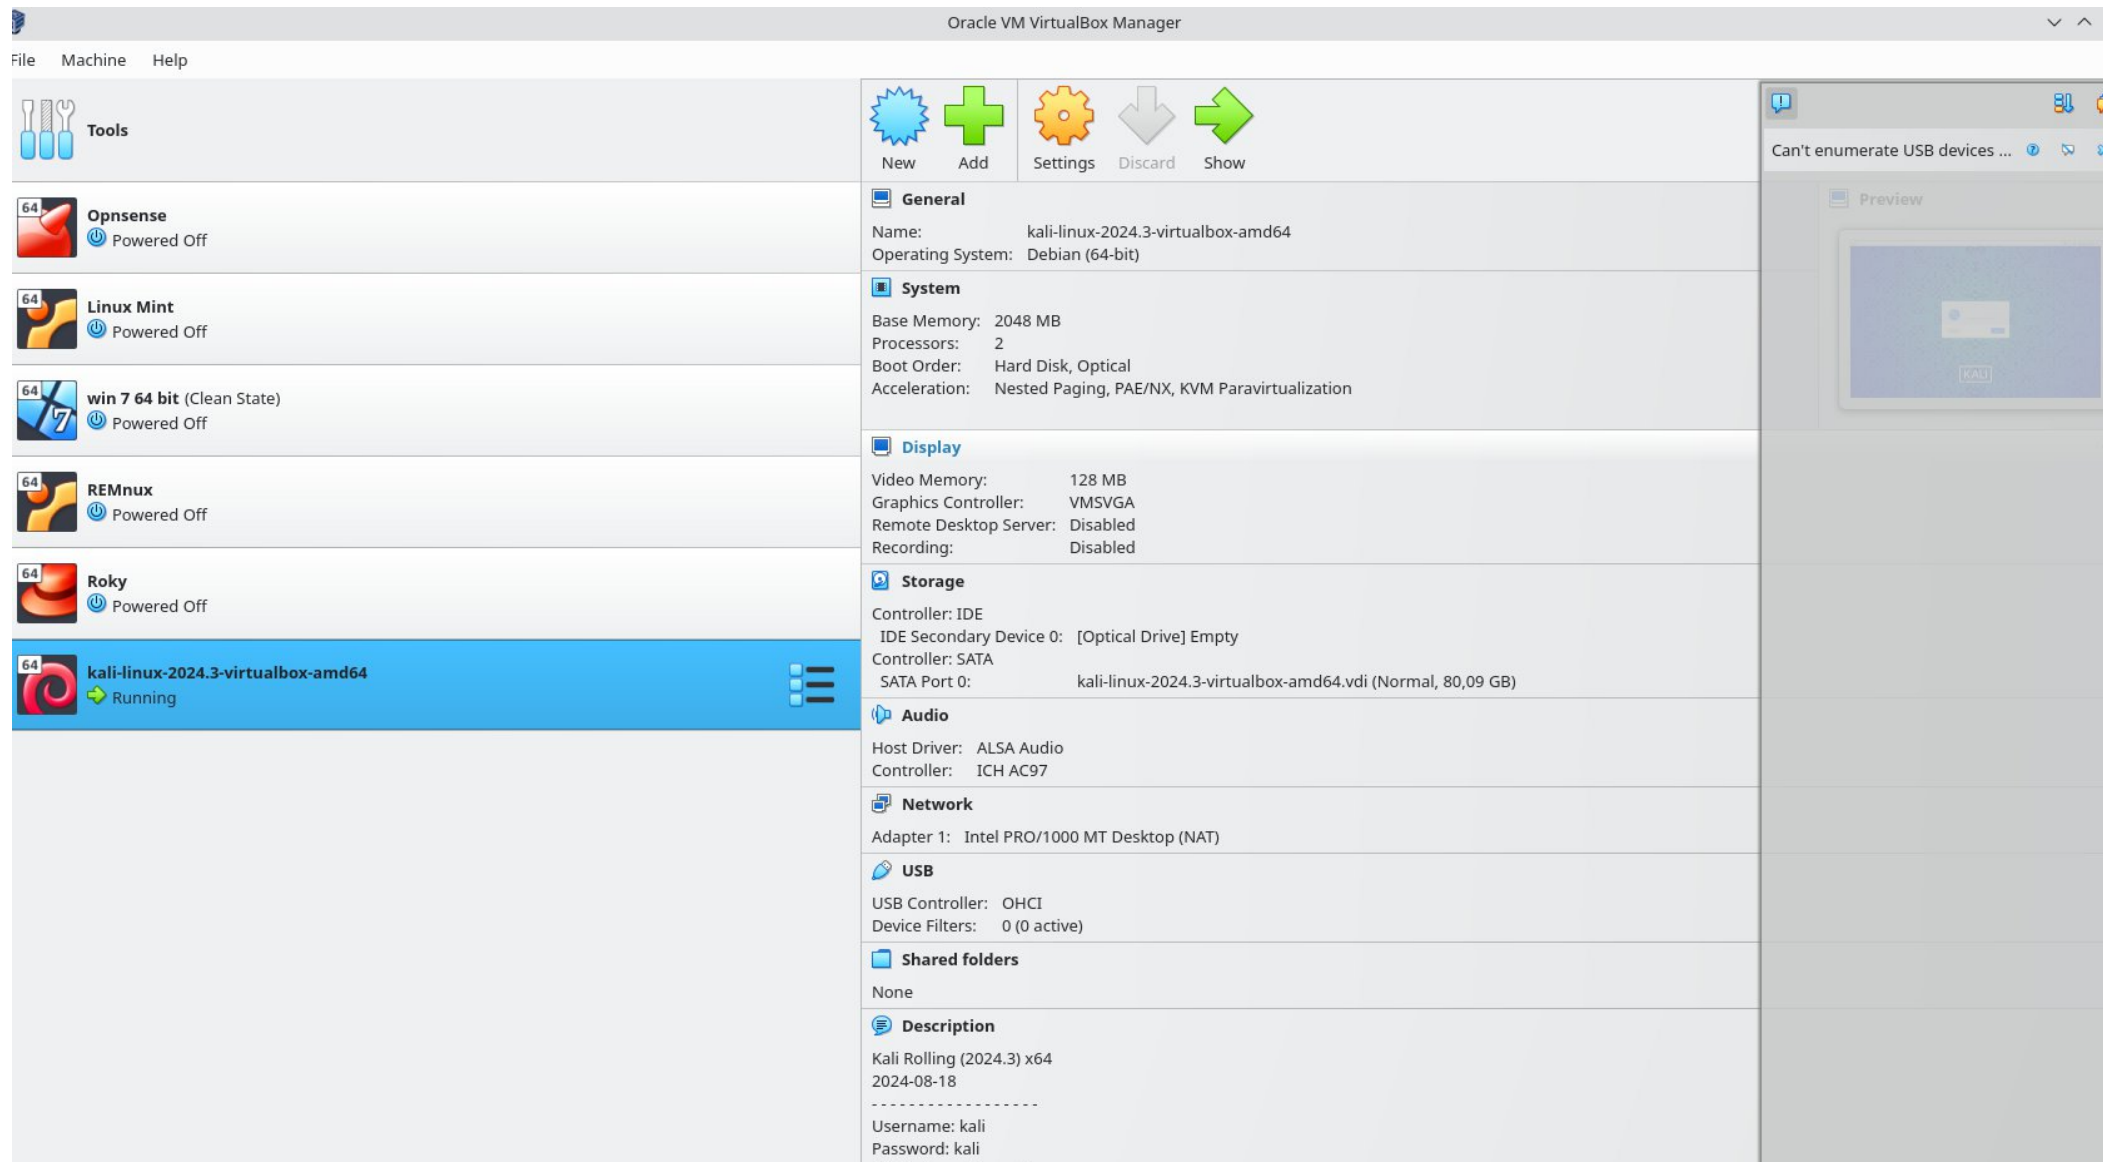 Oracle VM VirtualBox Manager
File Machine Help
Tools
64
Opnsense
Powered Off
64
Linux Mint
Powered Off
64
7
win 7 64 bit (Clean State)
Powered Off
64
REMnux
Powered Off
64
Roky
Powered Off
64
kali-linux-2024.3-virtualbox-amd64
Running
New Add Settings Discard Show
General
Name: kali-linux-2024.3-virtualbox-amd64
Operating System: Debian (64-bit)
System
Base Memory: 2048 MB
Processors: 2
Boot Order: Hard Disk, Optical
Acceleration: Nested Paging, PAE/NX, KVM Paravirtualization
Display
Video Memory: 128 MB
Graphics Controller: VMSVGA
Remote Desktop Server: Disabled
Recording: Disabled
Storage
Controller: IDE
IDE Secondary Device 0: [Optical Drive] Empty
Controller: SATA
SATA Port 0: kali-linux-2024.3-virtualbox-amd64.vdi (Normal, 80,09 GB)
Audio
Host Driver: ALSA Audio
Controller: ICH AC97
Network
Adapter 1: Intel PRO/1000 MT Desktop (NAT)
USB
USB Controller: OHCI
Device Filters: 0 (0 active)
Shared folders
None
Description
Kali Rolling (2024.3) x64
2024-08-18
- - - - - - - - - - - - - - - - - -
Username: kali
Password: kali
Can't enumerate USB devices ...
Preview
KALI